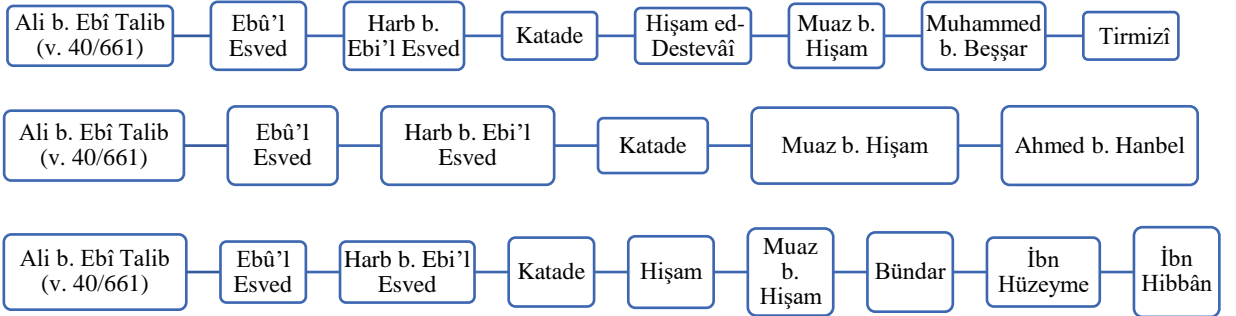 Ali b. Ebî Talib
(v. 40/661)
Ebû’l
Esved
Harb b.
Ebi’l Esved
Katade
Hişam ed-
Destevâî
Muaz b.
Hişam
Muhammed
b. Beşşar
Tirmizî
Ali b. Ebî Talib
(v. 40/661)
Ebû’l
Esved
Harb b. Ebi’l
Esved
Katade
Muaz b. Hişam
Ahmed b. Hanbel
Ali b. Ebî Talib
(v. 40/661)
Ebû’l
Esved
Harb b. Ebi’l
Esved
Katade
Hişam
Muaz
b.
Hişam
Bündar
İbn
Hüzeyme
İbn
Hibbân